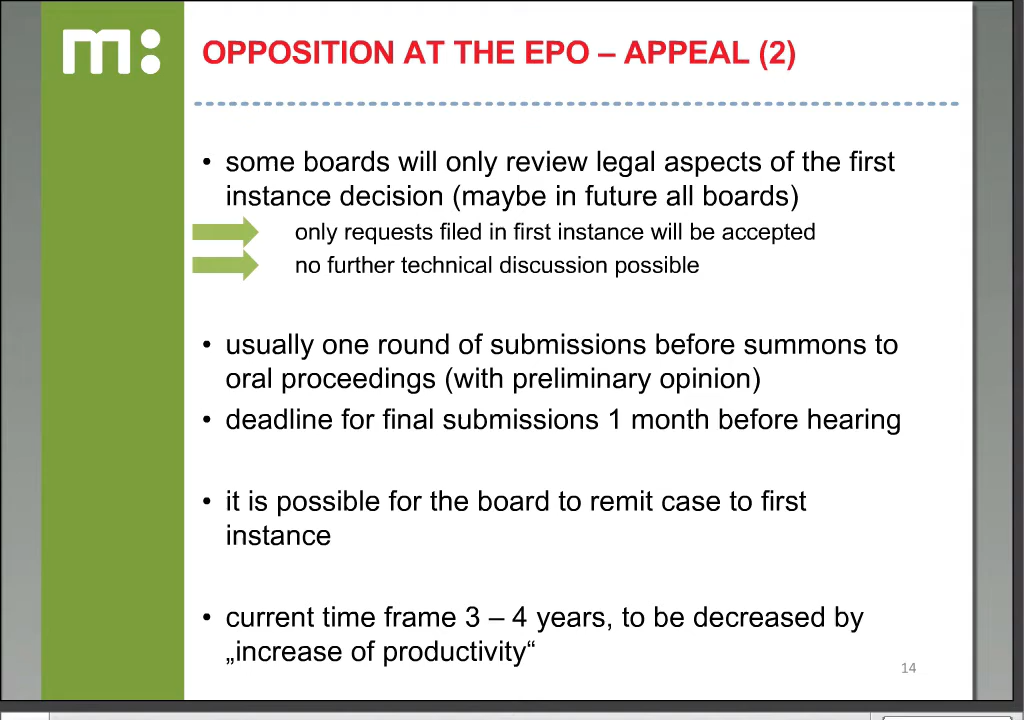 m:
OPPOSITION AT THE EPO – APPEAL (2)
• some boards will only review legal aspects of the first
instance decision (maybe in future all boards)
only requests filed in first instance will be accepted
no further technical discussion possible
• usually one round of submissions before summons to
oral proceedings (with preliminary opinion)
• deadline for final submissions 1 month before hearing
• it is possible for the board to remit case to first
instance
• current time frame 3 – 4 years, to be decreased by
„increase of productivity“
14